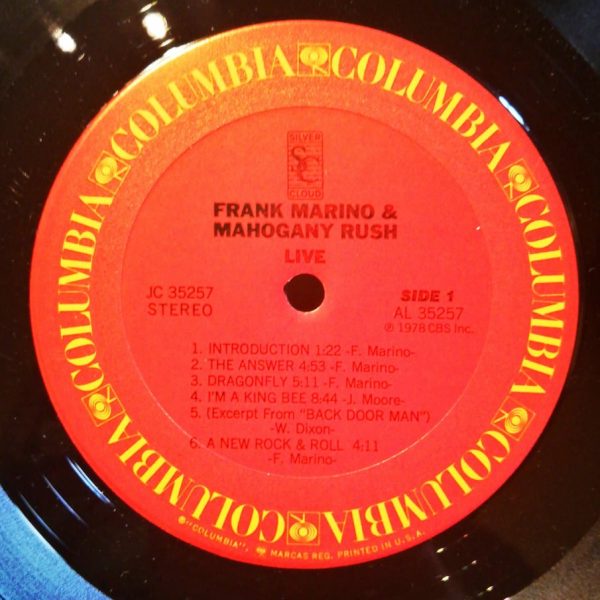 COLUMBIA COLUMBIA COLUMBIA COLUMBIA COLUMBIA COLUMBIA
SILVER
SC
CLOUD
FRANK MARINO &
MAHOGANY RUSH
LIVE
JC 35257
STEREO
SIDE 1
AL 35257
℗ 1978 CBS Inc.
1. INTRODUCTION 1:22 -F. Marino-
2. THE ANSWER 4:53 -F. Marino-
3. DRAGONFLY 5:11 -F. Marino-
4. I'M A KING BEE 8:44 -J. Moore-
5. (Excerpt From "BACK DOOR MAN")
-W. Dixon-
6. A NEW ROCK & ROLL 4:11
-F. Marino-
® "COLUMBIA", MARCAS REG. PRINTED IN U.S.A.